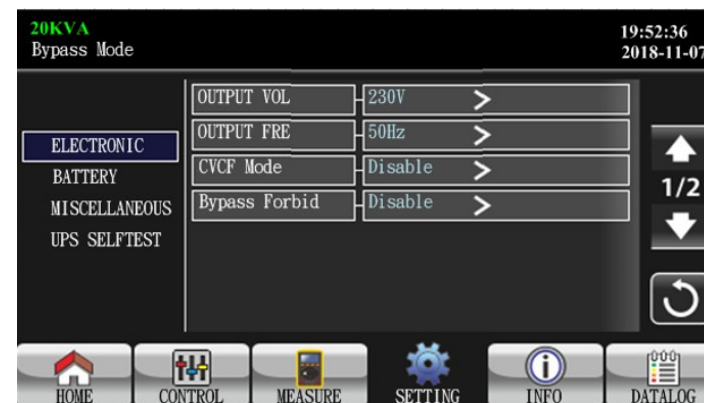 20KVA
Bypass Mode
19:52:36
2018-11-07
ELECTRONIC
BATTERY
MISCELLANEOUS
UPS SELFTEST
OUTPUT VOL 230V >
OUTPUT FRE 50Hz >
CVCF Mode Disable >
Bypass Forbid Disable >
1/2
HOME CONTROL MEASURE SETTING INFO DATALOG